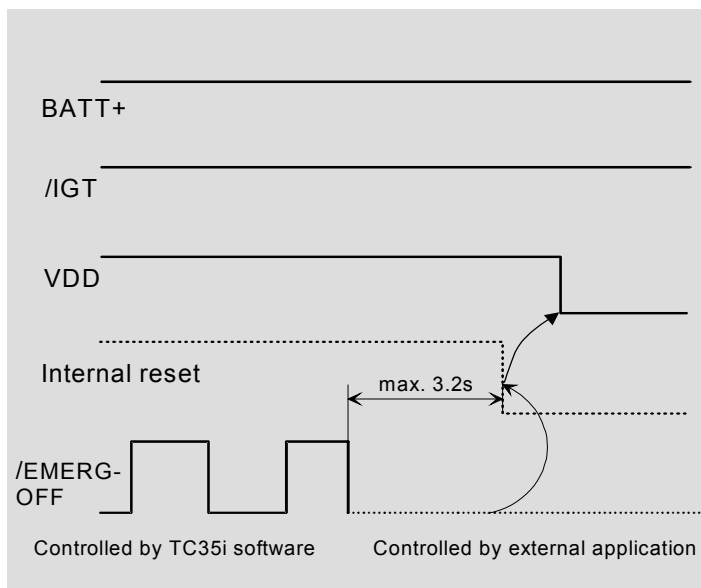 BATT+
/IGT
VDD
Internal reset
max. 3.2s
/EMERG-
OFF
Controlled by TC35i software
Controlled by external application